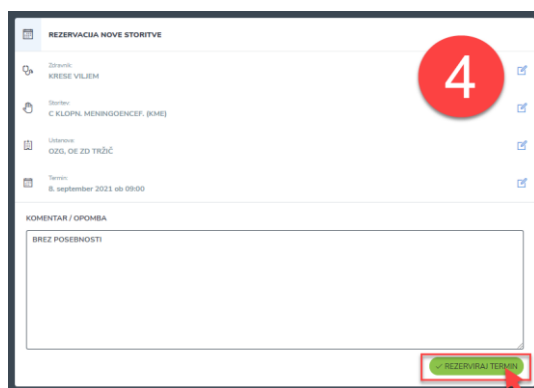 REZERVACIJA NOVE STORITVE
4
Zdravnik:
KRESE VILJEM
Storitev:
C KLOPN. MENINGOENCEF. (KME)
Ustanova:
OZG, OE ZD TRŽIČ
Termin:
8. september 2021 ob 09:00
KOMENTAR / OPOMBA
BREZ POSEBNOSTI
REZERVIRAJ TERMIN